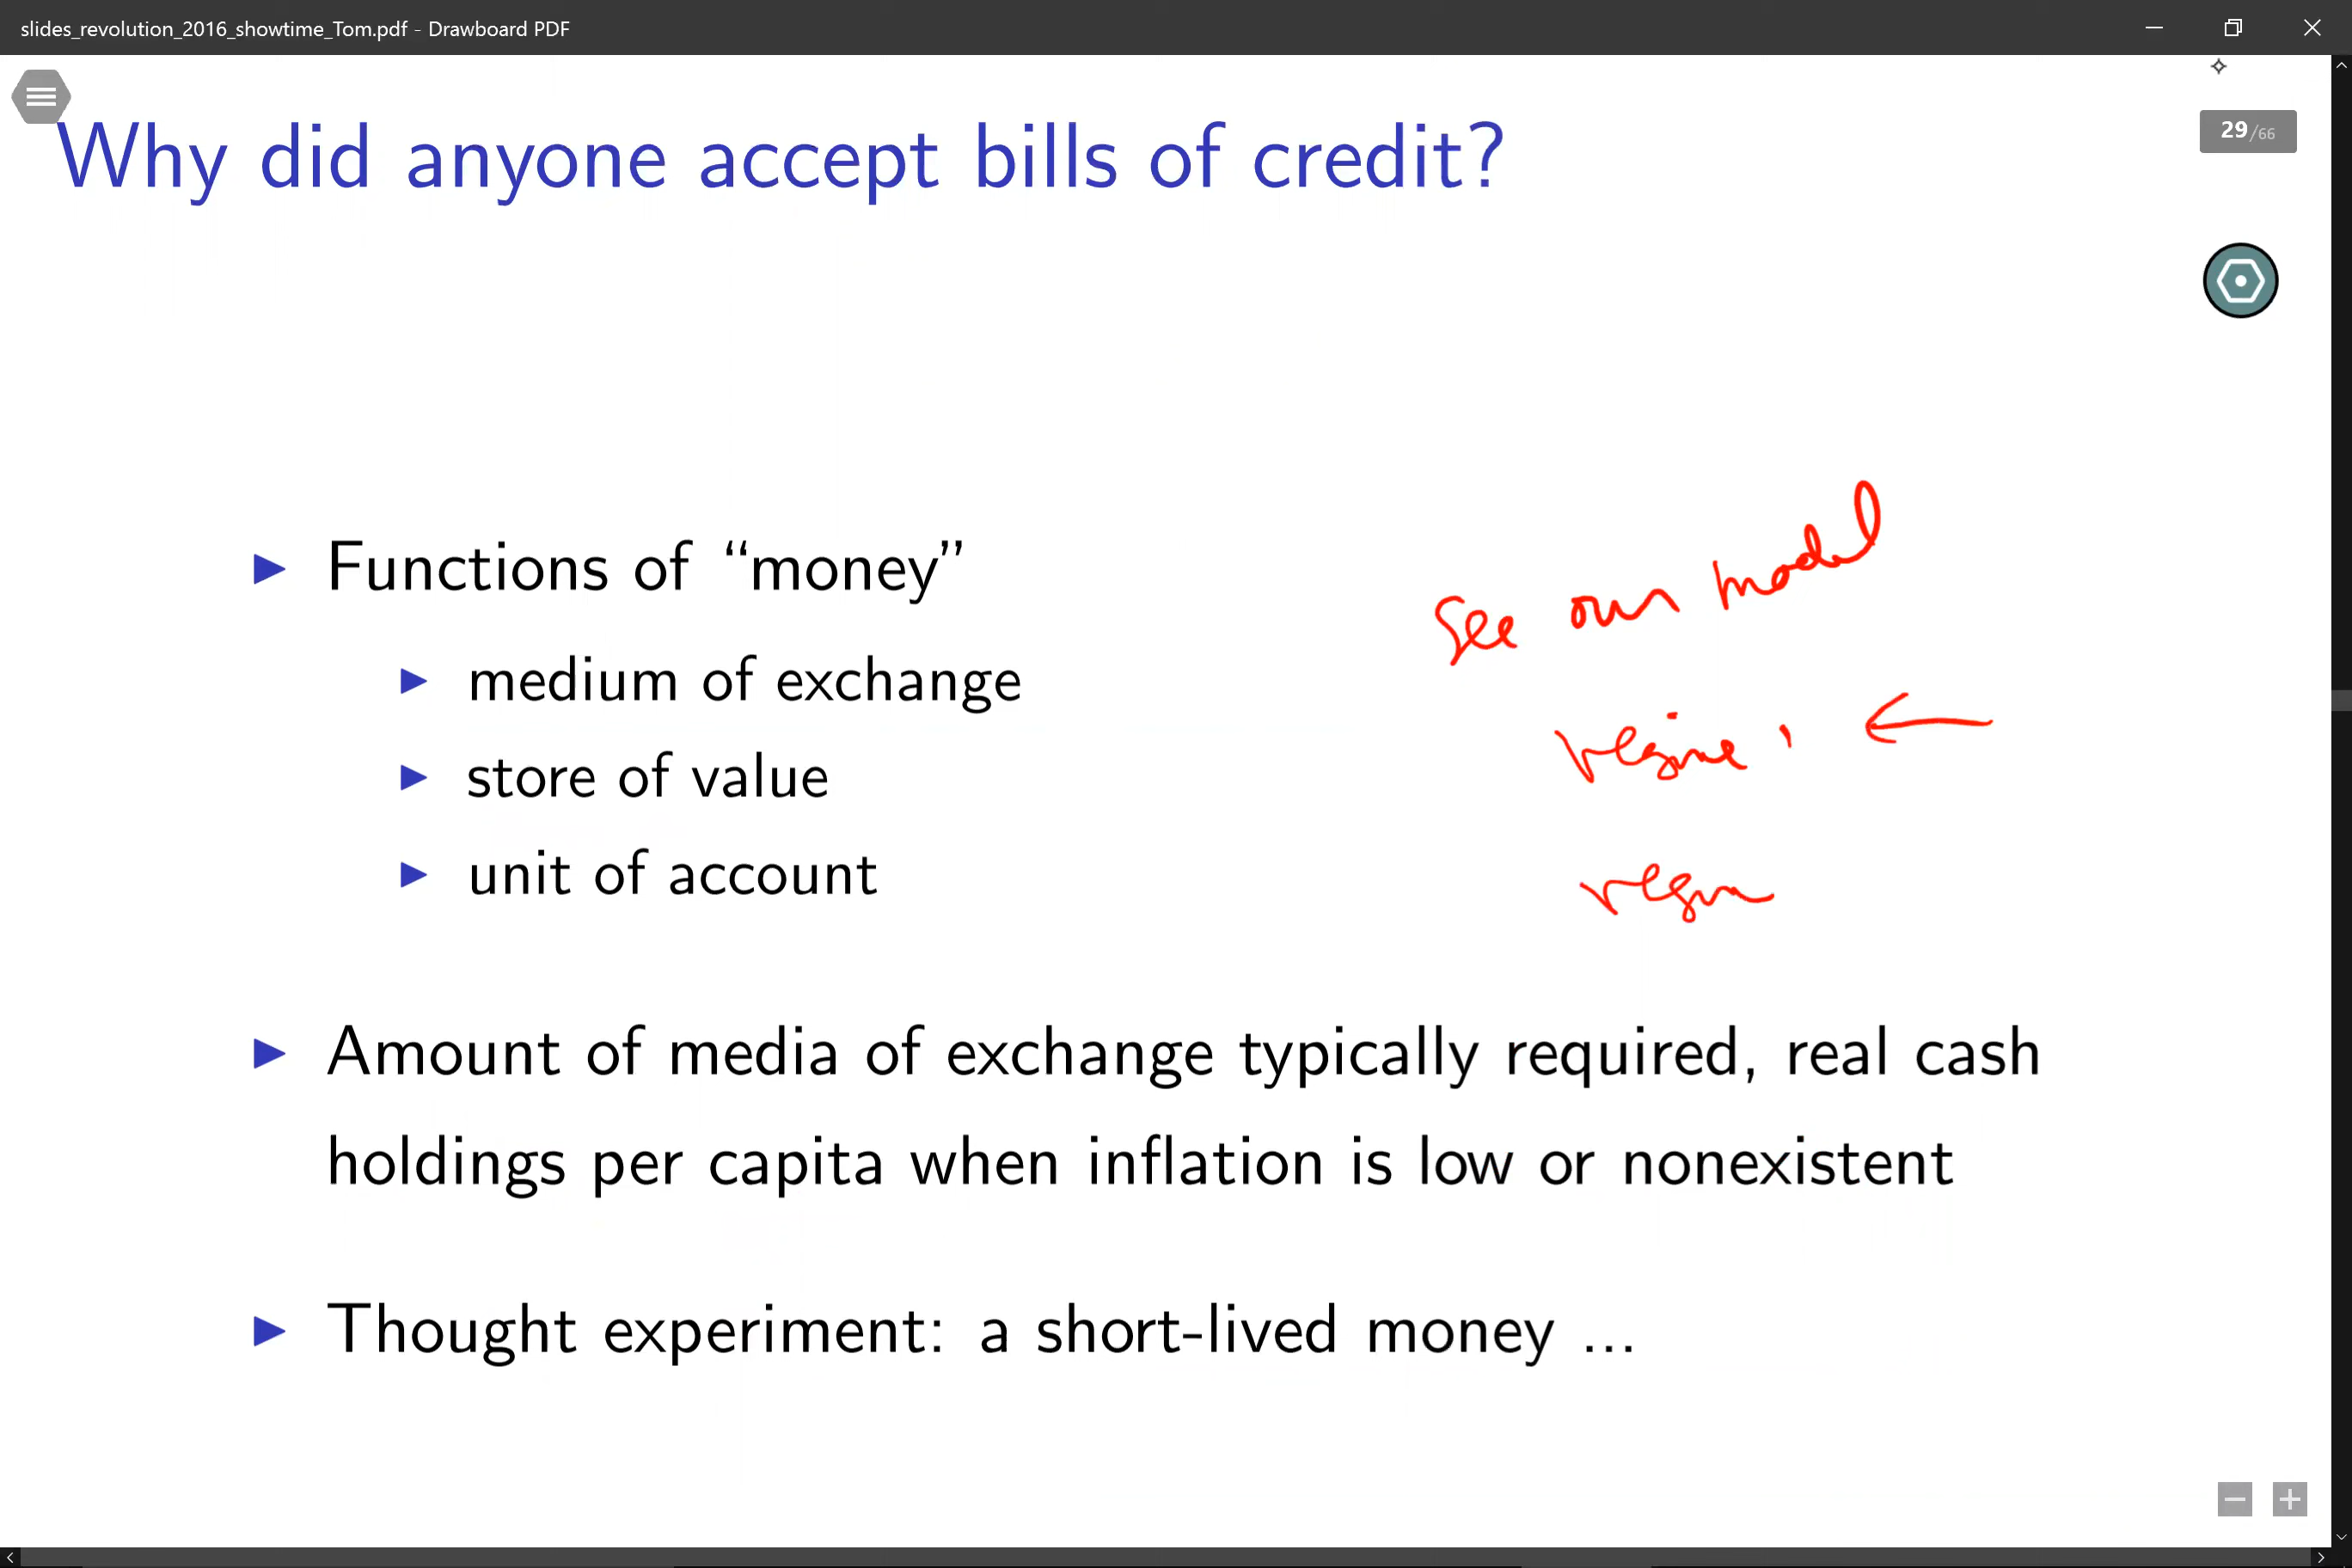 slides_revolution_2016_showtime_Tom.pdf - Drawboard PDF
29/66
Why did anyone accept bills of credit?
▶ Functions of “money”
See our model
▶ medium of exchange
regime,
▶ store of value
▶ unit of account
▶ Amount of media of exchange typically required, real cash
holdings per capita when inflation is low or nonexistent
▶ Thought experiment: a short-lived money ...